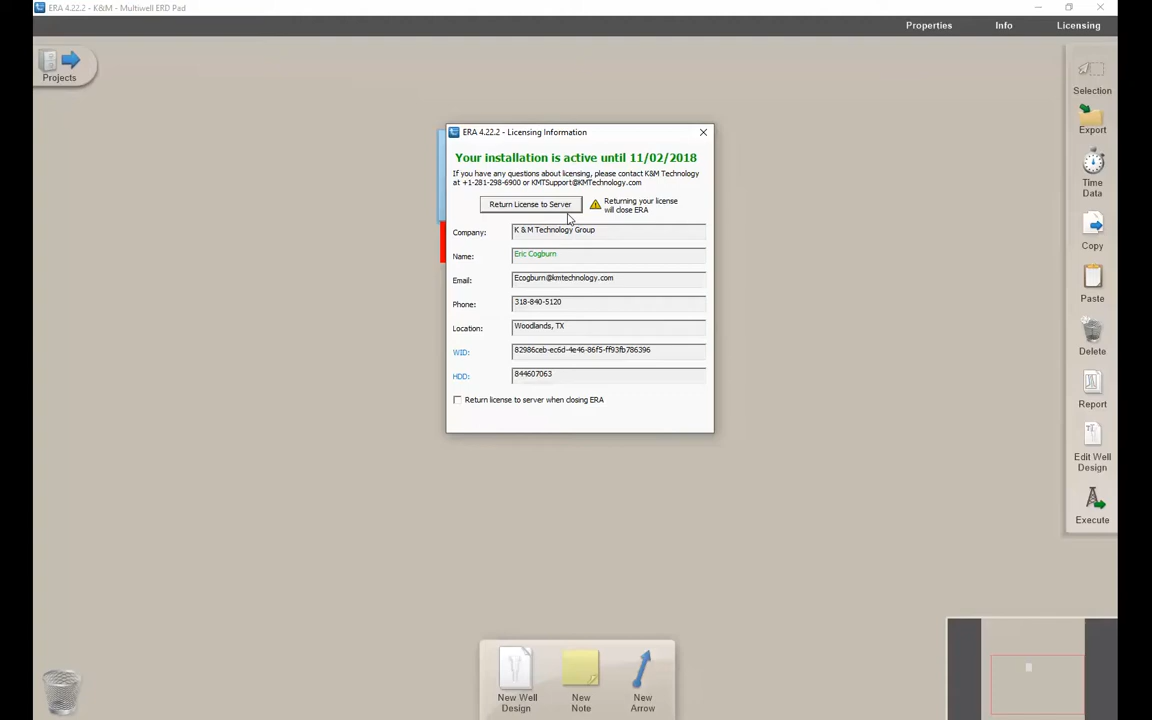 ERA 4.22.2 - K&M - Multiwell ERD Pad
Properties
Info
Licensing
Projects
ERA 4.22.2 - Licensing Information
Your installation is active until 11/02/2018
If you have any questions about licensing, please contact K&M Technology
at +1-281-298-6900 or KMTSupport@KMTechnology.com
Return License to Server
Returning your license
will close ERA
Company:
K & M Technology Group
Name:
Eric Cogburn
Email:
Ecogburn@kmtechnology.com
Phone:
318-840-5120
Location:
Woodlands, TX
WID:
82986ceb-ec6d-4e46-86f5-ff93fb786396
HDD:
844607063
Return license to server when closing ERA
Selection
Export
Time
Data
Copy
Paste
Delete
Report
Edit Well
Design
Execute
New Well
Design
New
Note
New
Arrow